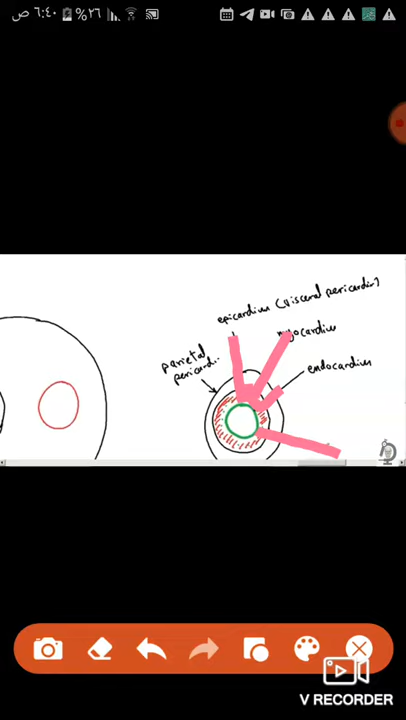 ٦:٤٠ ص
٢٦%
epicardium (visceral pericardium)
myocardium
parietal
pericardi..
endocardium
V RECORDER